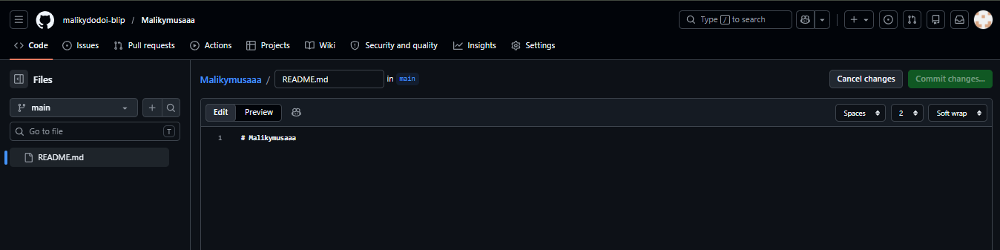 malikydodoi-blip / Malikymusaaa
Type / to search
Code Issues Pull requests Actions Projects Wiki Security and quality Insights Settings
Files
Malikymusaaa / README.md in main
Cancel changes Commit changes...
main
Edit Preview
Spaces 2 Soft wrap
Go to file T
1 # Malikymusaaa
README.md